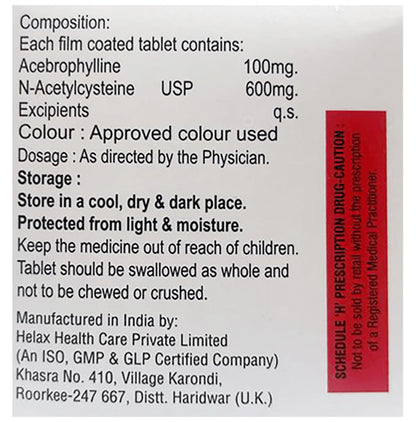 Composition:
Each film coated tablet contains:
Acebrophylline 100mg.
N-Acetylcysteine USP 600mg.
Excipients q.s.
Colour : Approved colour used
Dosage : As directed by the Physician.
Storage :
Store in a cool, dry & dark place.
Protected from light & moisture.
Keep the medicine out of reach of children.
Tablet should be swallowed as whole and
not to be chewed or crushed.
Manufactured in India by:
Helax Health Care Private Limited
(An ISO, GMP & GLP Certified Company)
Khasra No. 410, Village Karondi,
Roorkee-247 667, Distt. Haridwar (U.K.)
SCHEDULE 'H' PRESCRIPTION DRUG-CAUTION :
Not to be sold by retail without the prescription
of a Registered Medical Practitioner.